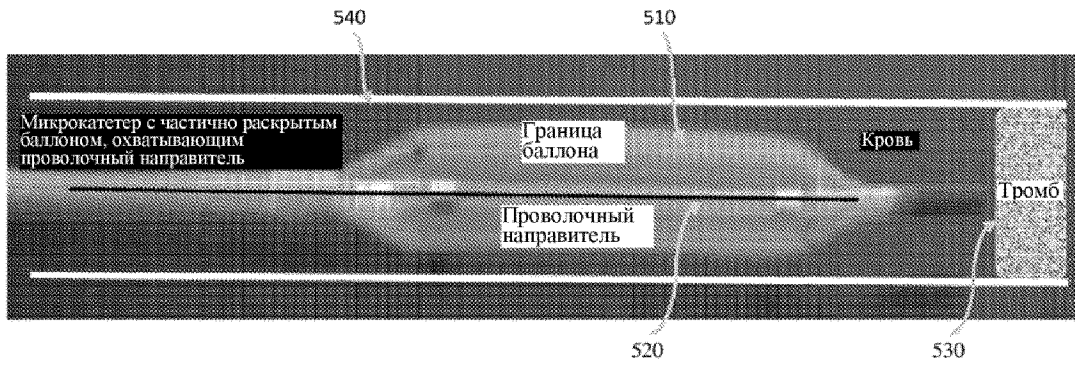 540
510
Микрокатетер с частично раскрытым
баллоном, охватывающим
проволочный направитель
Граница
баллона
Кровь
Тромб
Проволочный
направитель
520
530